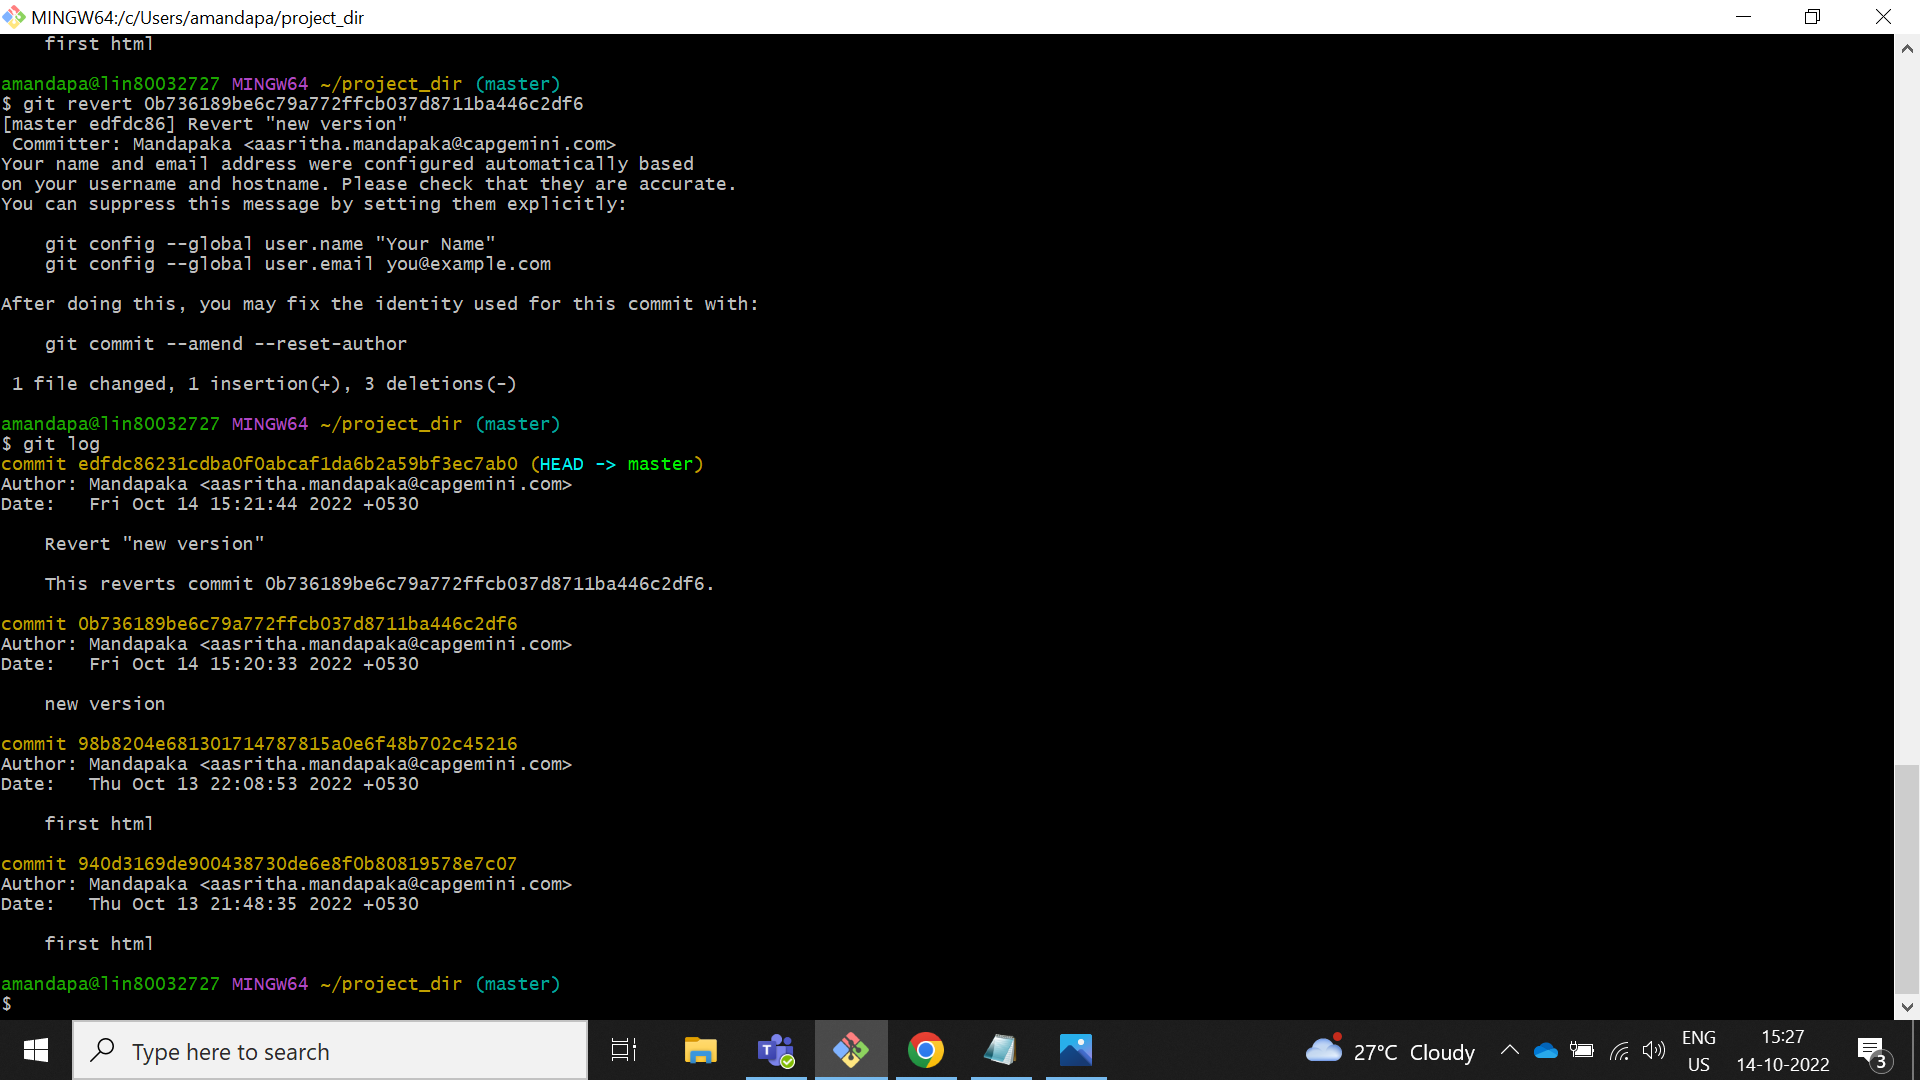 MINGW64:/c/Users/amandapa/project_dir
first html
amandapa@lin80032727 MINGW64 ~/project_dir (master)
$ git revert 0b736189be6c79a772ffcb037d8711ba446c2df6
[master edfdc86] Revert "new version"
Committer: Mandapaka <aasritha.mandapaka@capgemini.com>
Your name and email address were configured automatically based
on your username and hostname. Please check that they are accurate.
You can suppress this message by setting them explicitly:
git config --global user.name "Your Name"
git config --global user.email you@example.com
After doing this, you may fix the identity used for this commit with:
git commit --amend --reset-author
1 file changed, 1 insertion(+), 3 deletions(-)
amandapa@lin80032727 MINGW64 ~/project_dir (master)
$ git log
commit edfdc86231cdba0f0abcaf1da6b2a59bf3ec7ab0 (HEAD -> master)
Author: Mandapaka <aasritha.mandapaka@capgemini.com>
Date:   Fri Oct 14 15:21:44 2022 +0530
Revert "new version"
This reverts commit 0b736189be6c79a772ffcb037d8711ba446c2df6.
commit 0b736189be6c79a772ffcb037d8711ba446c2df6
Author: Mandapaka <aasritha.mandapaka@capgemini.com>
Date:   Fri Oct 14 15:20:33 2022 +0530
new version
commit 98b8204e681301714787815a0e6f48b702c45216
Author: Mandapaka <aasritha.mandapaka@capgemini.com>
Date:   Thu Oct 13 22:08:53 2022 +0530
first html
commit 940d3169de900438730de6e8f0b80819578e7c07
Author: Mandapaka <aasritha.mandapaka@capgemini.com>
Date:   Thu Oct 13 21:48:35 2022 +0530
first html
amandapa@lin80032727 MINGW64 ~/project_dir (master)
$
Type here to search
27°C Cloudy
ENG
US
15:27
14-10-2022
3